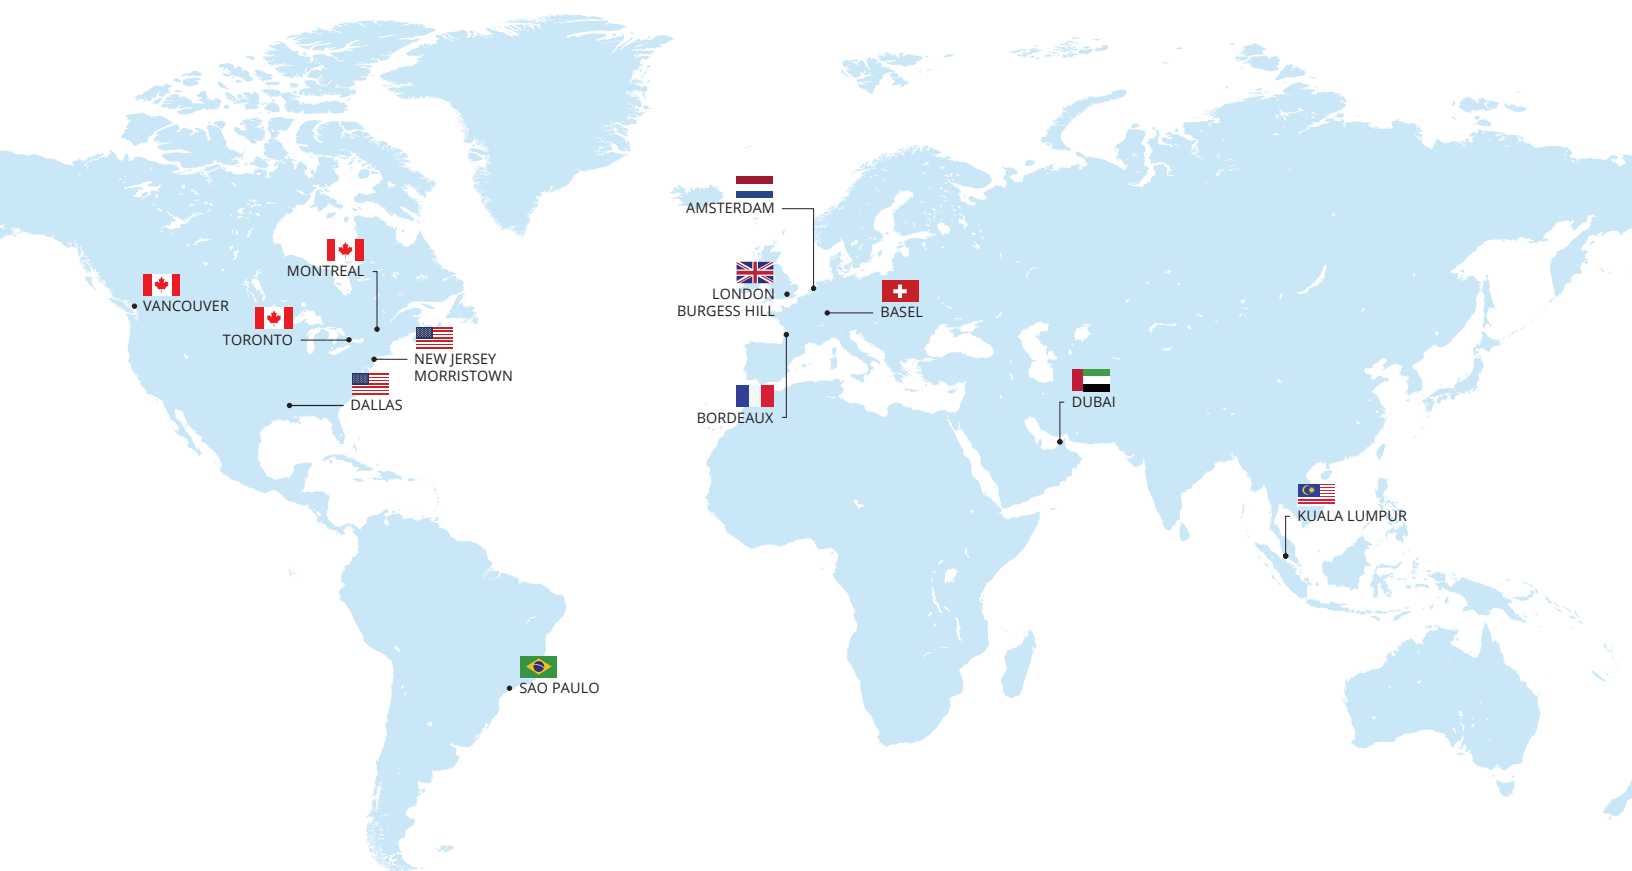 AMSTERDAM
MONTREAL
VANCOUVER
LONDON
BURGESS HILL
BASEL
TORONTO
NEW JERSEY
MORRISTOWN
DALLAS
BORDEAUX
DUBAI
KUALA LUMPUR
SAO PAULO